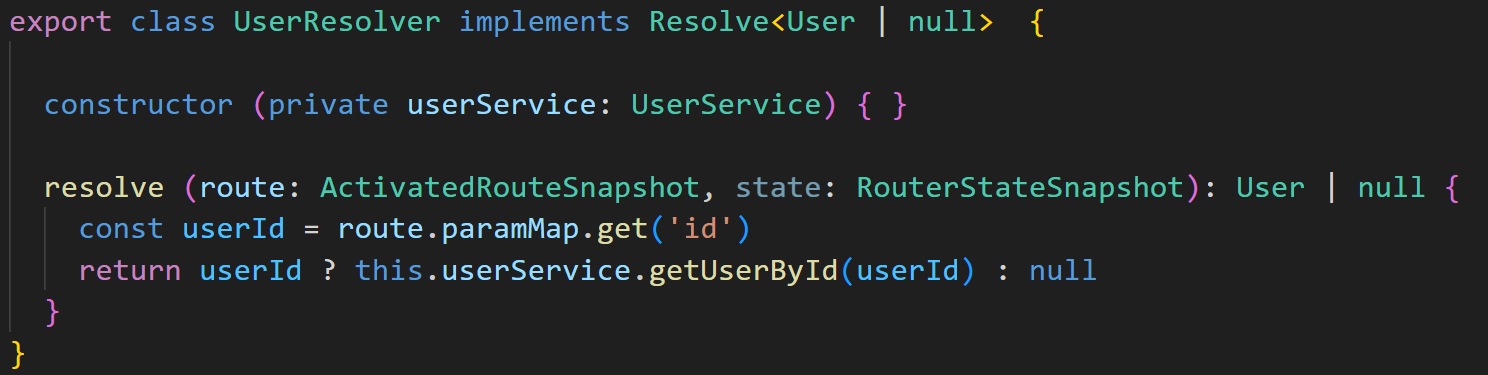 export class UserResolver implements Resolve<User | null>  {
constructor (private userService: UserService) { }
resolve (route: ActivatedRouteSnapshot, state: RouterStateSnapshot): User | null {
const userId = route.paramMap.get('id')
return userId ? this.userService.getUserById(userId) : null
}
}